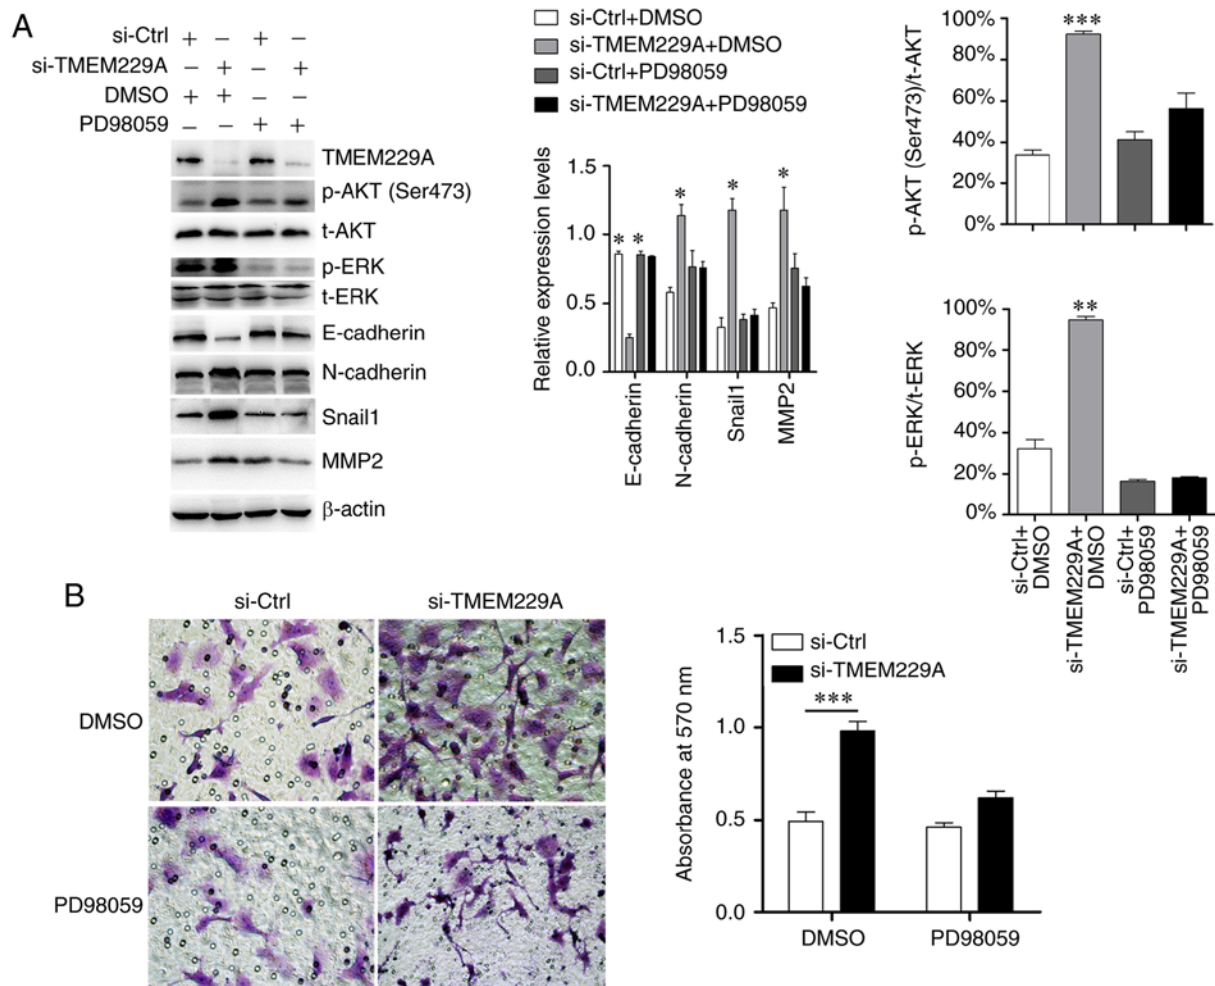 A
si-Ctrl + – + –
si-TMEM229A – + – +
DMSO + + – –
PD98059 – – + +
TMEM229A
p-AKT (Ser473)
t-AKT
p-ERK
t-ERK
E-cadherin
N-cadherin
Snail1
MMP2
β-actin
si-Ctrl+DMSO
si-TMEM229A+DMSO
si-Ctrl+PD98059
si-TMEM229A+PD98059
Relative expression levels
1.5
1.0
0.5
0.0
* * * * *
E-cadherin
N-cadherin
Snail1
MMP2
p-AKT (Ser473)/t-AKT
100%
80%
60%
40%
20%
0%
***
p-ERK/t-ERK
100%
80%
60%
40%
20%
0%
**
si-Ctrl+
DMSO
si-TMEM229A+
DMSO
si-Ctrl+
PD98059
si-TMEM229A+
PD98059
B
si-Ctrl
si-TMEM229A
DMSO
PD98059
Absorbance at 570 nm
1.5
1.0
0.5
0.0
si-Ctrl
si-TMEM229A
***
DMSO
PD98059